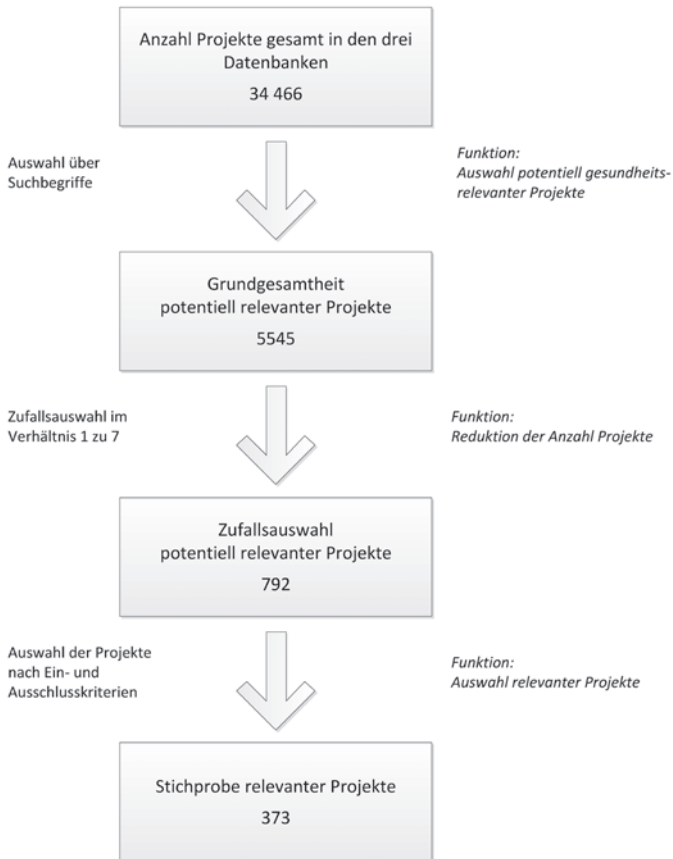 Anzahl Projekte gesamt in den drei
Datenbanken
34 466
Auswahl über
Suchbegriffe
Funktion:
Auswahl potentiell gesundheits-
relevanter Projekte
Grundgesamtheit
potentiell relevanter Projekte
5545
Zufallsauswahl im
Verhältnis 1 zu 7
Funktion:
Reduktion der Anzahl Projekte
Zufallsauswahl
potentiell relevanter Projekte
792
Auswahl der Projekte
nach Ein- und
Ausschlusskriterien
Funktion:
Auswahl relevanter Projekte
Stichprobe relevanter Projekte
373